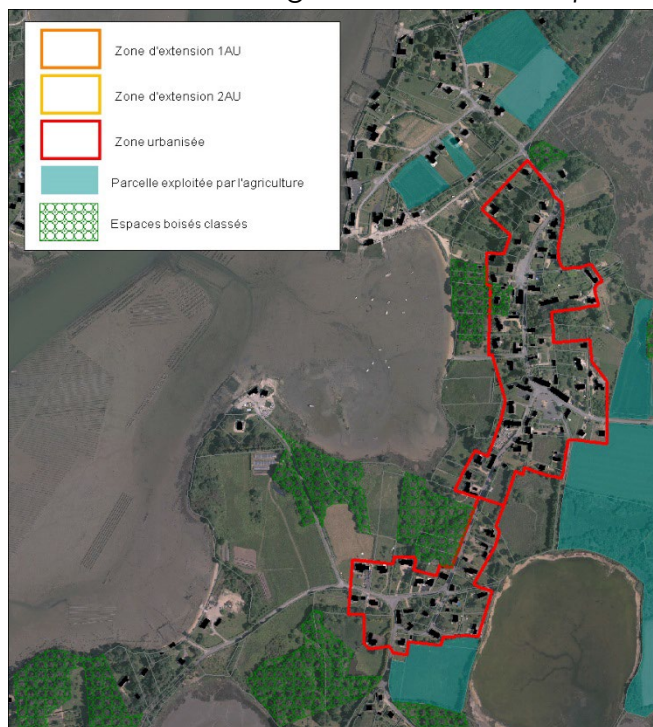 Zone d'extension 1AU
Zone d'extension 2AU
Zone urbanisée
Parcelle exploitée par l'agriculture
Espaces boisés classés